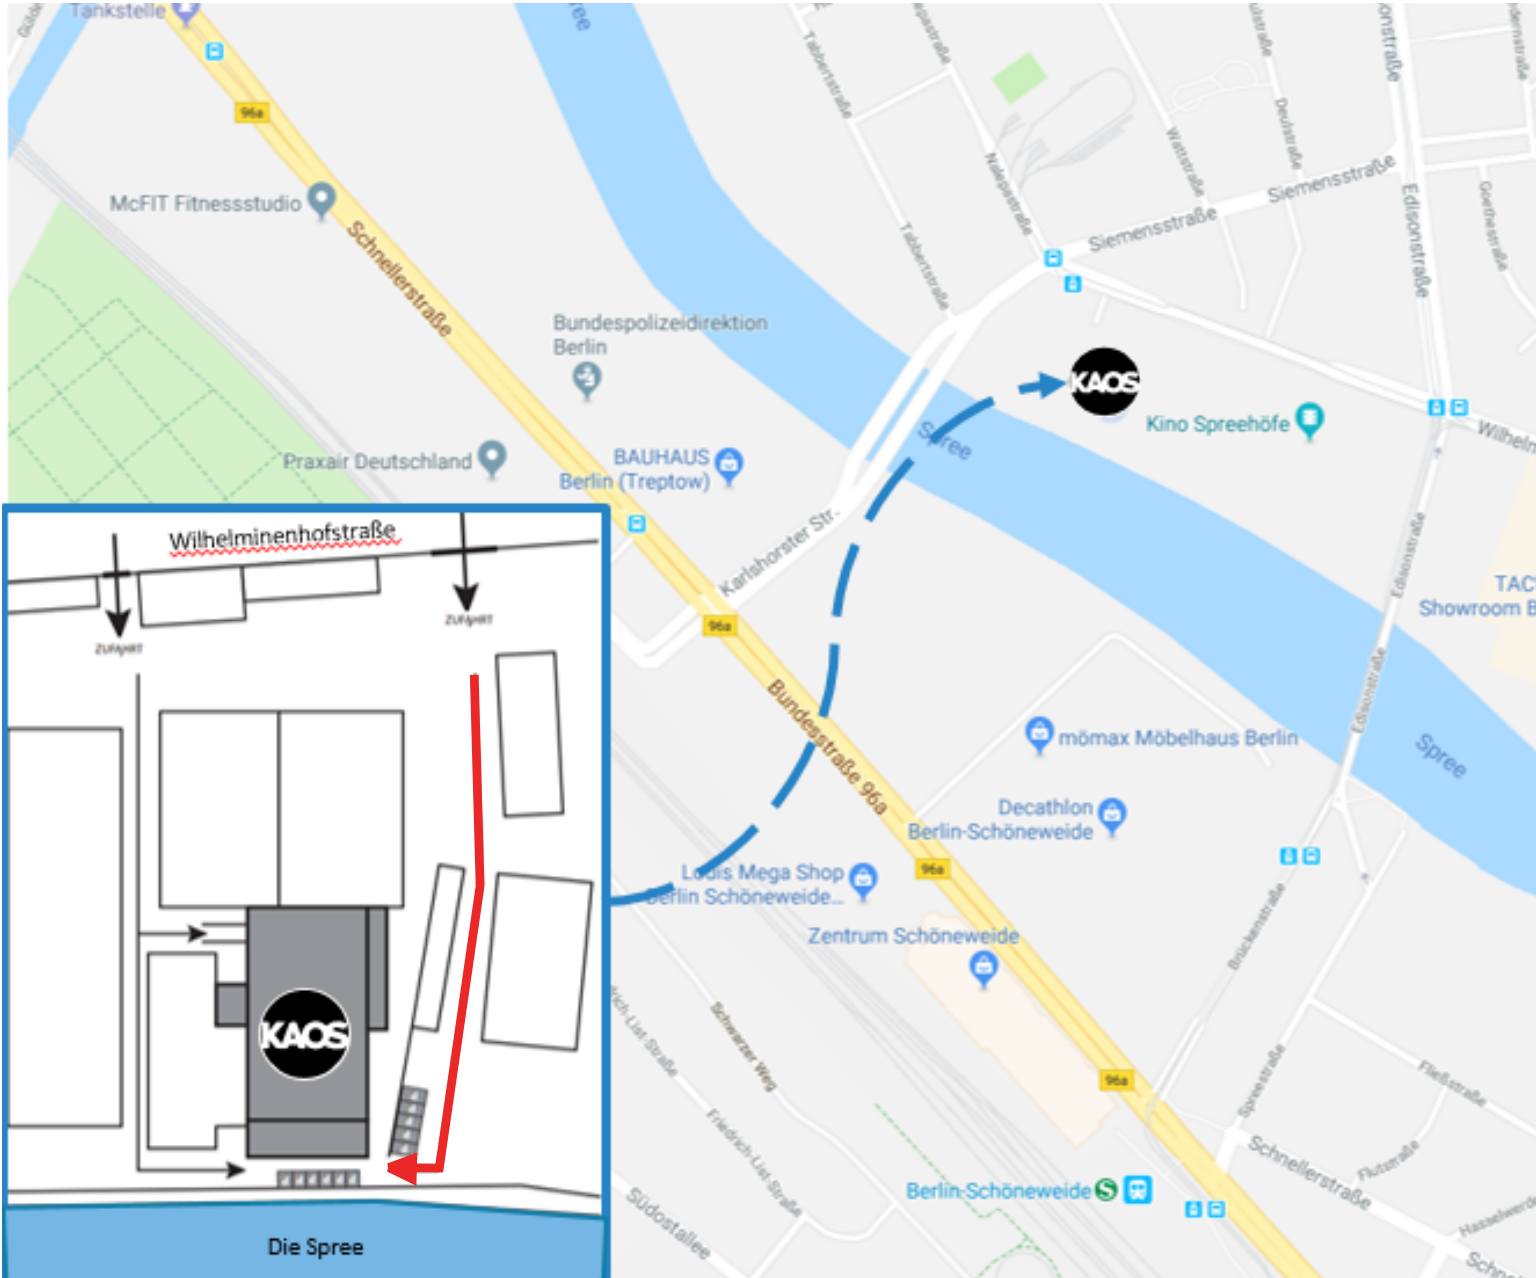 Tankstelle
96a
McFIT Fitnessstudio
Schnellerstraße
Bundespolizeidirektion
Berlin
Praxair Deutschland
BAUHAUS
Berlin (Treptow)
Karlshorster Str.
96a
Tabbertstraße
Tabbertstraße
Nalepastraße
Wattstraße
Deulstraße
Siemensstraße
Siemensstraße
Edisonstraße
Goethestraße
KAOS
Kino Spreehöfe
Spree
Edisonstraße
Edisonstraße
Showroom
Bundesstraße 96a
mömax Möbelhaus Berlin
Decathlon
Berlin-Schöneweide
Spree
Louis Mega Shop
Berlin Schöneweide...
96a
Zentrum Schöneweide
Brückenstraße
Schwarzer Weg
Friedrich-List-Straße
96a
Spreestraße
Fließstraße
Flutstraße
Schnellerstraße
Berlin-Schöneweide S
Südostallee
Wilhelminenhofstraße
ZUFAHRT
ZUFAHRT
KAOS
Die Spree